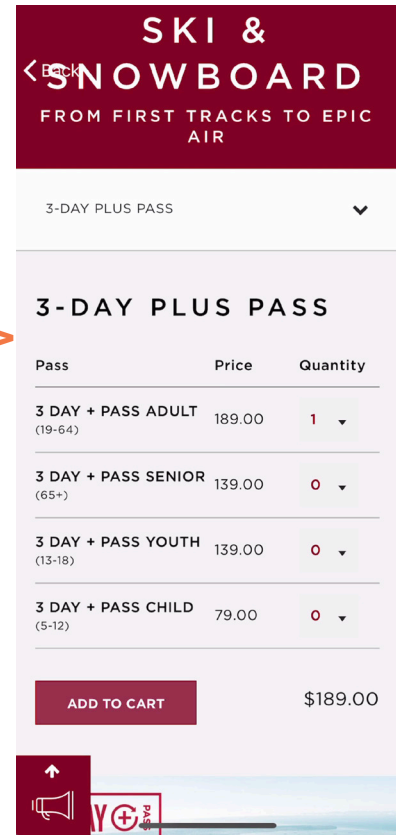 SKI &
Back
SNOWBOARD
FROM FIRST TRACKS TO EPIC
AIR
3-DAY PLUS PASS
3-DAY PLUS PASS
Pass Price Quantity
3 DAY + PASS ADULT 189.00 1
(19-64)
3 DAY + PASS SENIOR 139.00 0
(65+)
3 DAY + PASS YOUTH 139.00 0
(13-18)
3 DAY + PASS CHILD 79.00 0
(5-12)
ADD TO CART $189.00
PASS